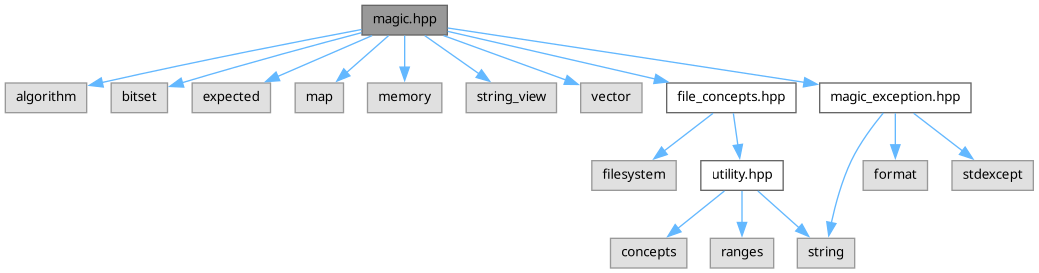 magic.hpp
algorithm
bitset
expected
map
memory
string_view
vector
file_concepts.hpp
magic_exception.hpp
filesystem
utility.hpp
format
stdexcept
concepts
ranges
string